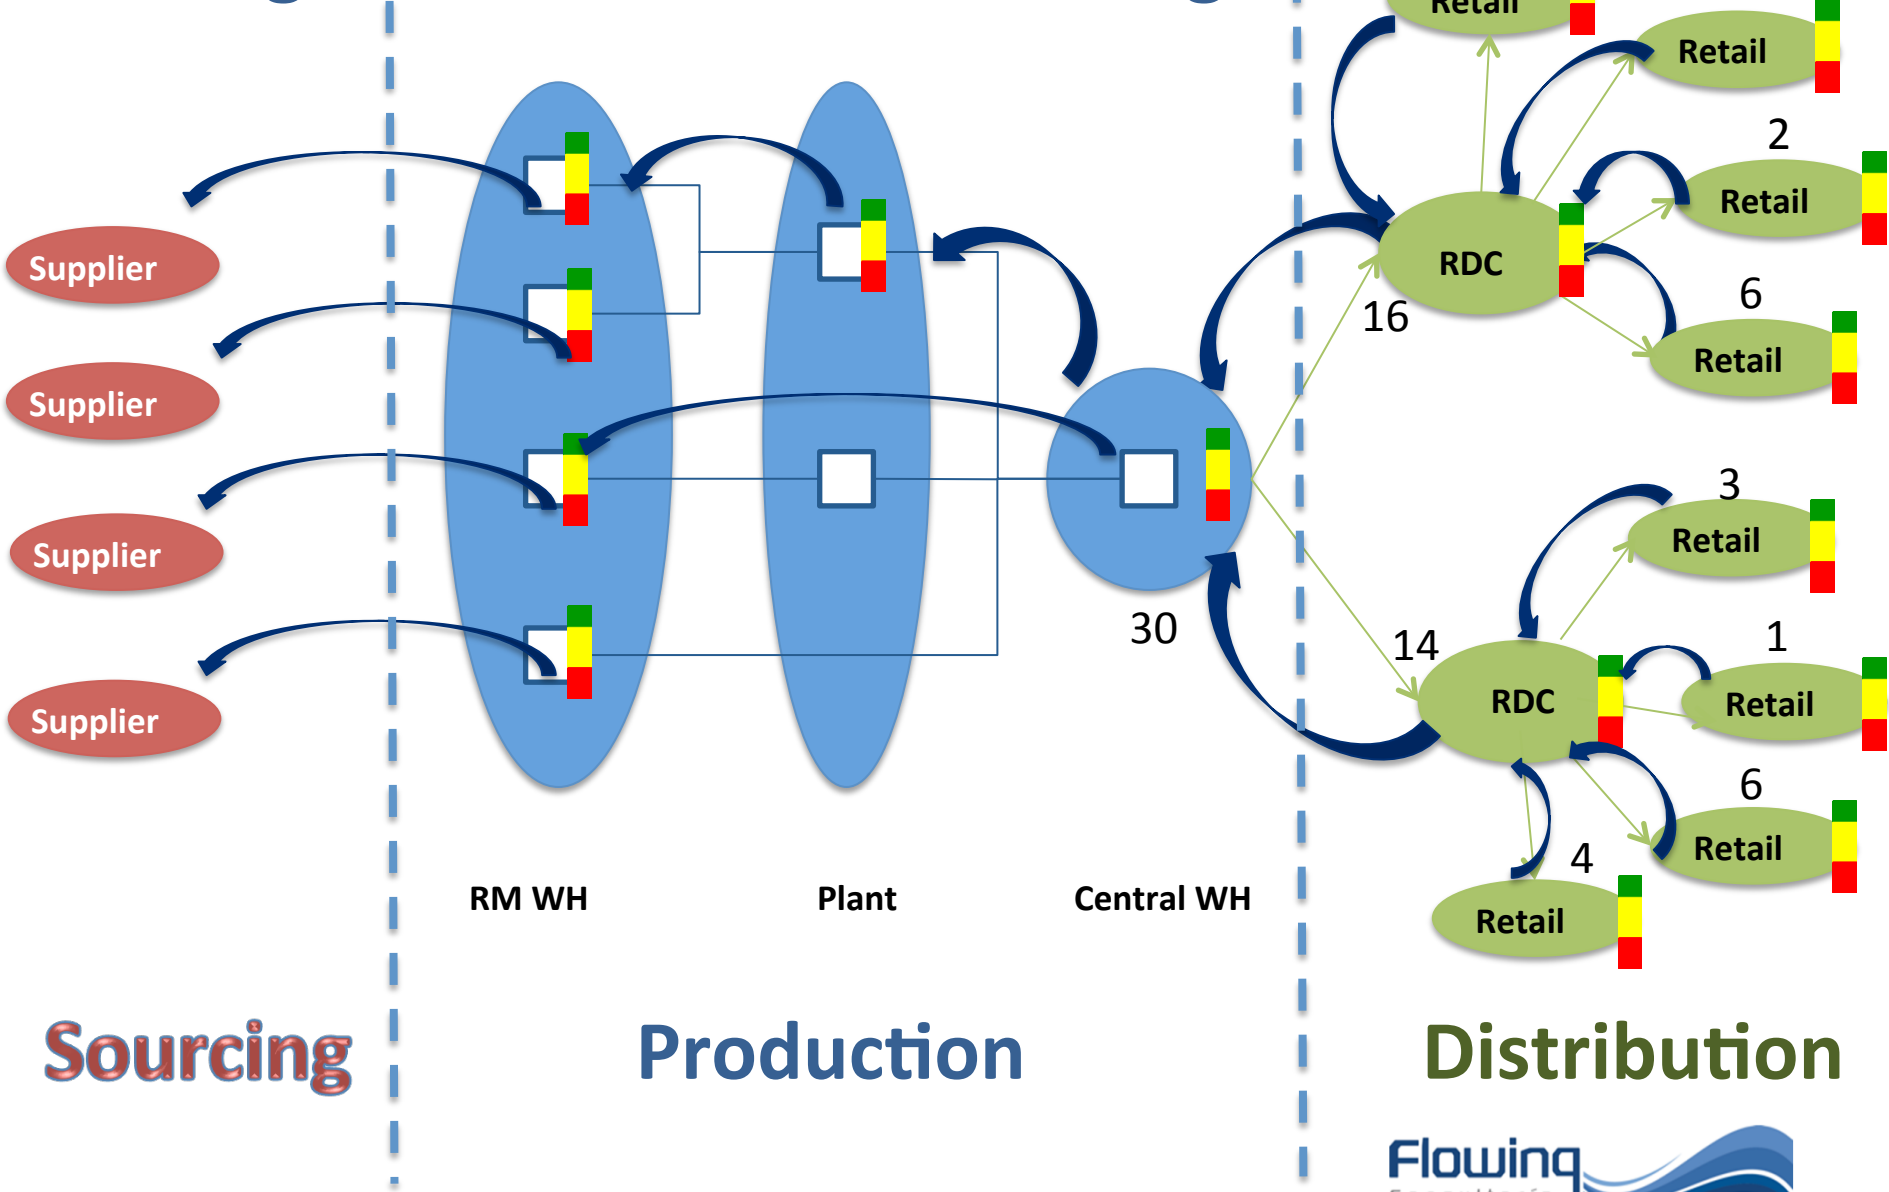 Retail
Retail
2
Retail
RDC
16
6
Retail
Supplier
Supplier
Supplier
Supplier
30
3
Retail
14
RDC
1
Retail
6
Retail
4
Retail
RM WH
Plant
Central WH
Sourcing
Production
Distribution
Flowing